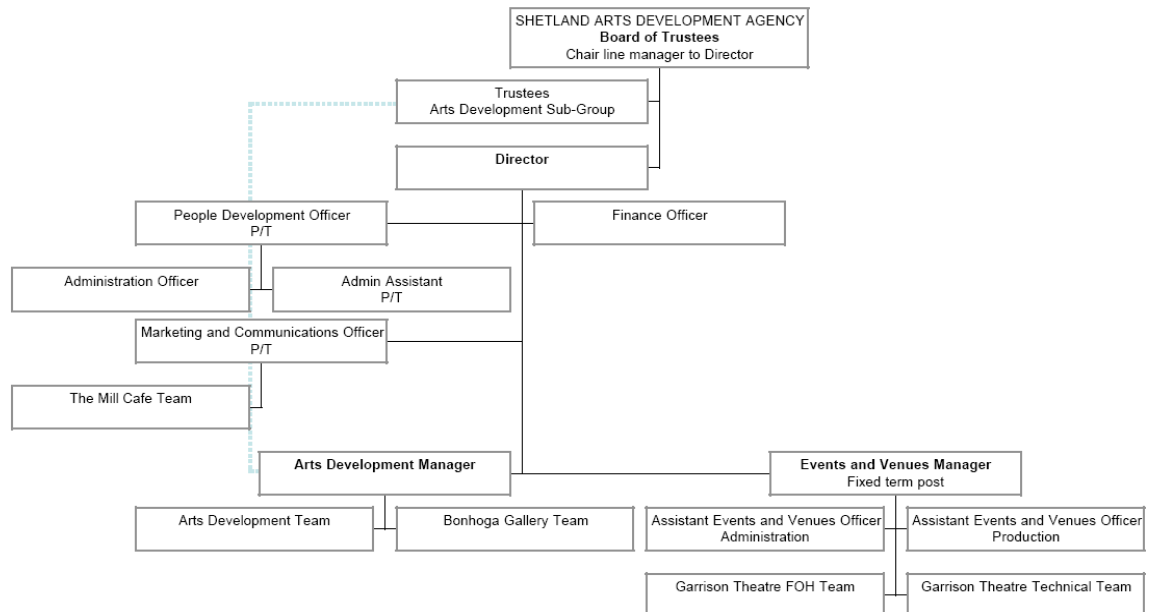 SHETLAND ARTS DEVELOPMENT AGENCY
Board of Trustees
Chair line manager to Director
Trustees
Arts Development Sub-Group
Director
People Development Officer
P/T
Finance Officer
Administration Officer
Admin Assistant
P/T
Marketing and Communications Officer
P/T
The Mill Cafe Team
Arts Development Manager
Events and Venues Manager
Fixed term post
Arts Development Team
Bonhoga Gallery Team
Assistant Events and Venues Officer
Administration
Assistant Events and Venues Officer
Production
Garrison Theatre FOH Team
Garrison Theatre Technical Team